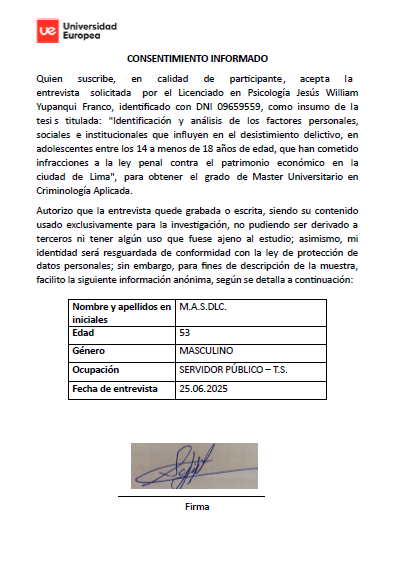 ue Universidad
Europea
CONSENTIMIENTO INFORMADO
Quien suscribe, en calidad de participante, acepta la
entrevista solicitada por el Licenciado en Psicología Jesús William
Yupanqui Franco, identificado con DNI 09659559, como insumo de la
tesis titulada: "Identificación y análisis de los factores personales,
sociales e institucionales que influyen en el desistimiento delictivo, en
adolescentes entre los 14 a menos de 18 años de edad, que han cometido
infracciones a la ley penal contra el patrimonio económico en la
ciudad de Lima", para obtener el grado de Master Universitario en
Criminología Aplicada.
Autorizo que la entrevista quede grabada o escrita, siendo su contenido
usado exclusivamente para la investigación, no pudiendo ser derivado a
terceros ni tener algún uso que fuese ajeno al estudio; asimismo, mi
identidad será resguardada de conformidad con la ley de protección de
datos personales; sin embargo, para fines de descripción de la muestra,
facilito la siguiente información anónima, según se detalla a continuación:
Nombre y apellidos en M.A.S.DLC.
iniciales
Edad 53
Género MASCULINO
Ocupación SERVIDOR PÚBLICO – T.S.
Fecha de entrevista 25.06.2025
Firma